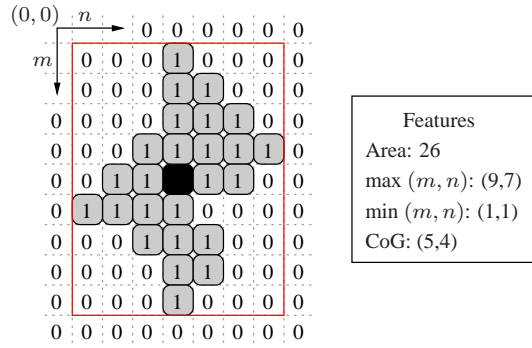 (0, 0) n
0 0 0 0 0 0
m 0 0 0 1 0 0 0 0
0 0 0 1 1 0 0 0
0 0 0 0 1 1 1 0 0
0 0 0 1 1 1 1 1 0
0 0 1 1 1 1 0 0
0 1 1 1 1 0 0 0 0
0 0 0 1 1 1 0 0 0
0 0 0 0 1 1 0 0 0
0 0 0 0 1 0 0 0 0
0 0 0 0 0 0 0 0 0
Features
Area: 26
max (m, n): (9,7)
min (m, n): (1,1)
CoG: (5,4)